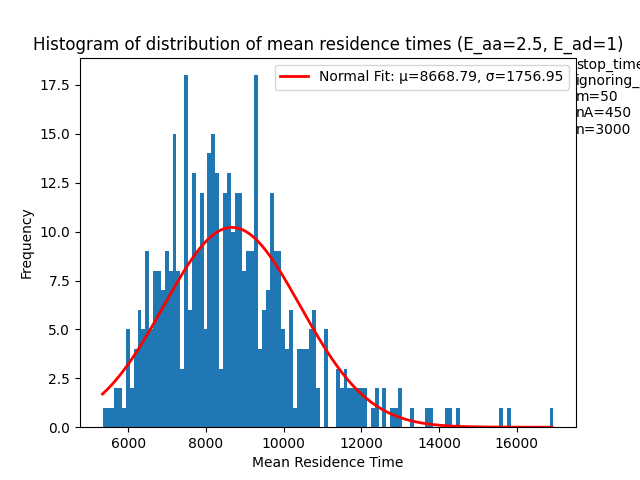 Histogram of distribution of mean residence times (E_aa=2.5, E_ad=1)
stop_time
ignoring_
m=50
nA=450
n=3000
Normal Fit: μ=8668.79, σ=1756.95
17.5
15.0
12.5
10.0
7.5
5.0
2.5
0.0
Frequency
6000 8000 10000 12000 14000 16000
Mean Residence Time